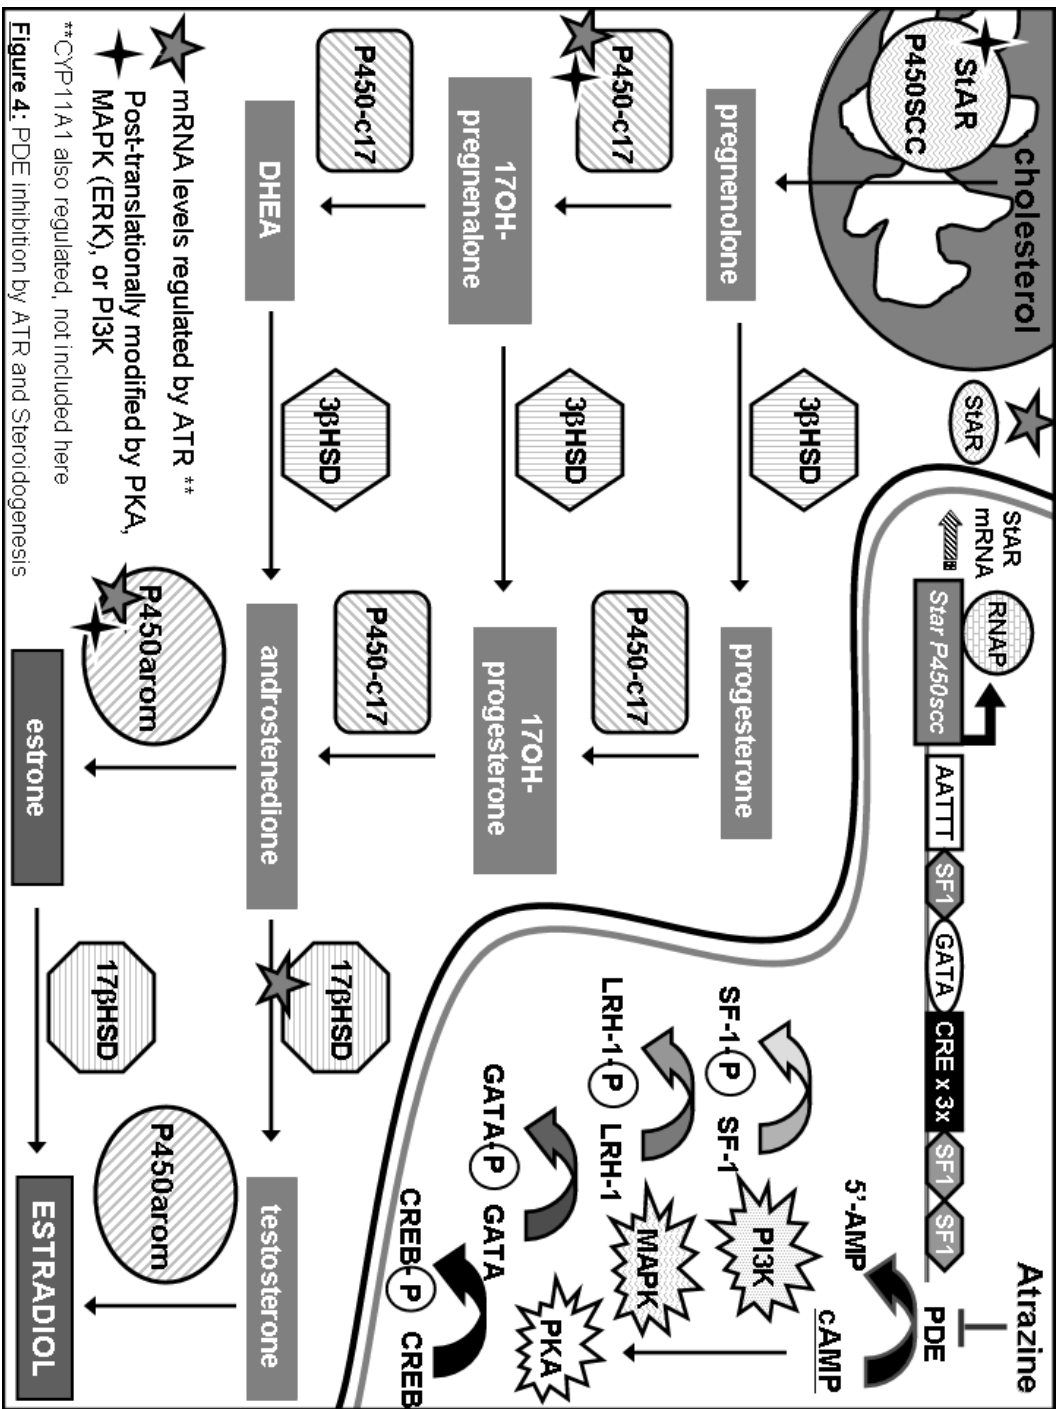 cholesterol
StAR
P450SCC
StAR
StAR
mRNA
RNAP
Star P450scc
AATTT
SF1
GATA
CRE x 3x
SF1
SF1
Atrazine
PDE
5'-AMP
cAMP
PI3K
MAPK
PKA
SF-1-P
SF-1
LRH-1-P
LRH-1
GATA-P
GATA
CREB-P
CREB
pregnenolone
3βHSD
progesterone
P450-c17
P450-c17
17OH-
pregnenalone
3βHSD
17OH-
progesterone
P450-c17
P450-c17
DHEA
3βHSD
androstenedione
17βHSD
testosterone
P450arom
P450arom
estrone
17βHSD
ESTRADIOL
mRNA levels regulated by ATR **
Post-translationally modified by PKA,
MAPK (ERK), or PI3K
**CYP11A1 also regulated, not included here
Figure 4: PDE inhibition by ATR and Steroidogenesis